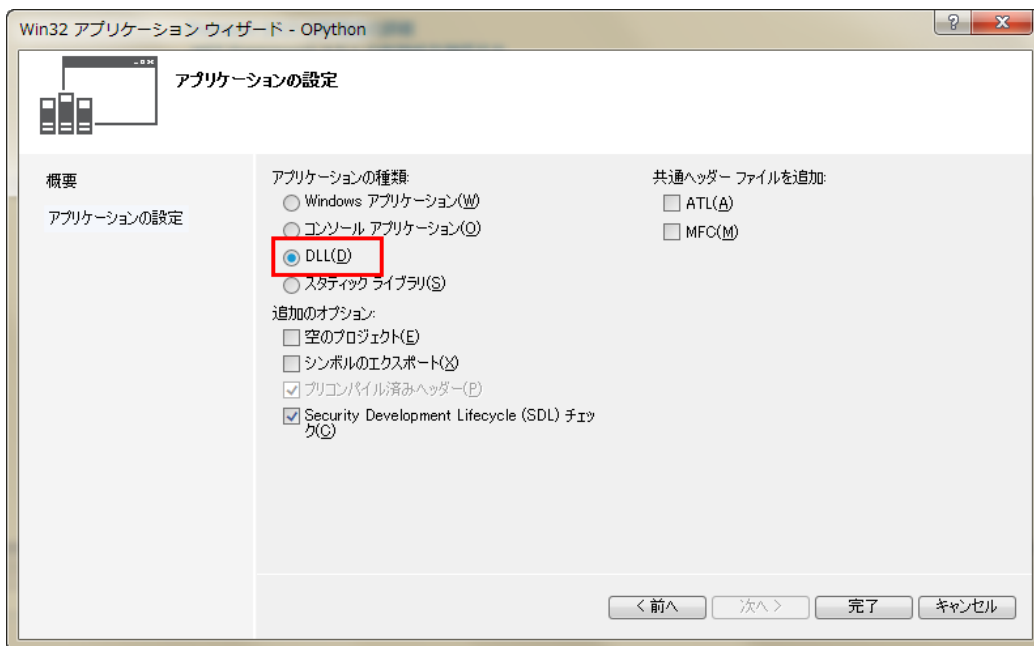 Win32 アプリケーション ウィザード - OPython
アプリケーションの設定
概要
アプリケーションの設定
アプリケーションの種類:
Windows アプリケーション(W)
コンソール アプリケーション(O)
DLL(D)
スタティック ライブラリ(S)
追加のオプション:
空のプロジェクト(E)
シンボルのエクスポート(X)
プリコンパイル済みヘッダー(P)
Security Development Lifecycle (SDL) チェッ
ク(C)
共通ヘッダー ファイルを追加:
ATL(A)
MFC(M)
< 前へ
次へ >
完了
キャンセル